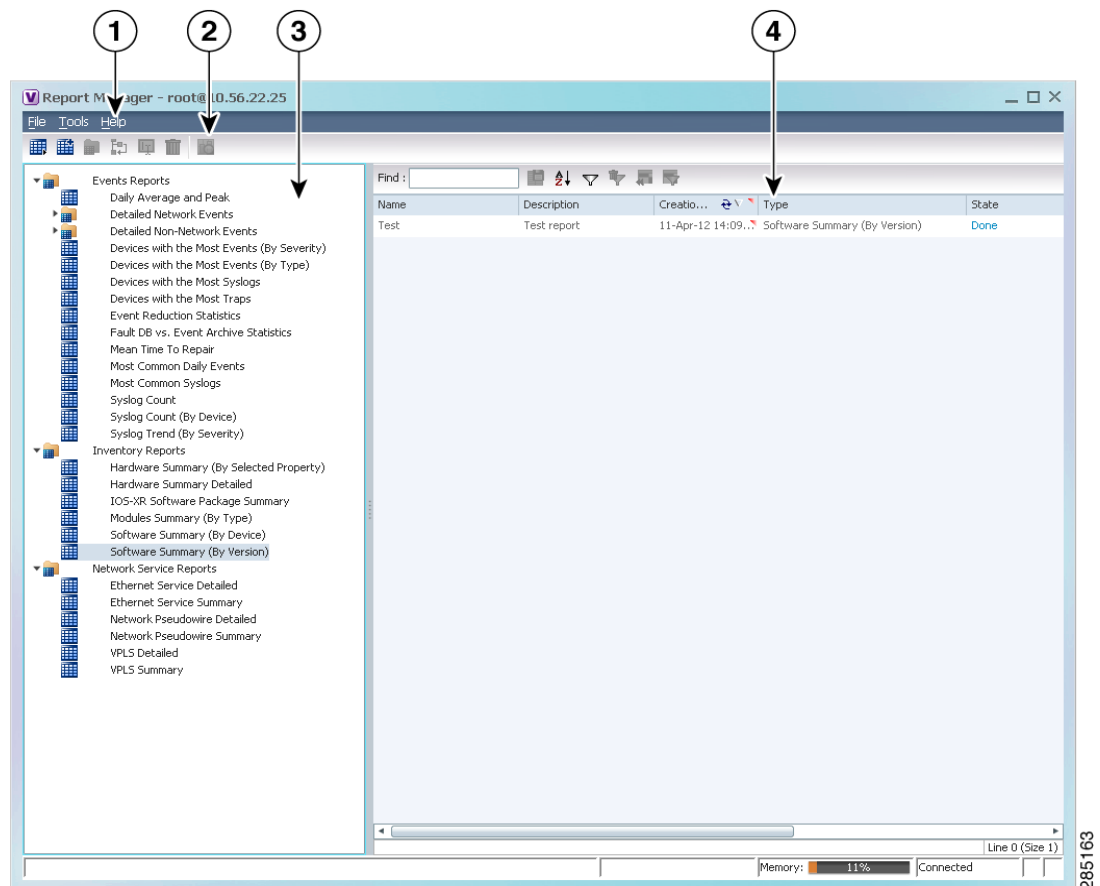 1 2 3 4
Report M ager - root@10.56.22.25
File Tools Help
Find :
Name Description Creatio... Type State
Test Test report 11-Apr-12 14:09... Software Summary (By Version) Done
Events Reports
Daily Average and Peak
Detailed Network Events
Detailed Non-Network Events
Devices with the Most Events (By Severity)
Devices with the Most Events (By Type)
Devices with the Most Syslogs
Devices with the Most Traps
Event Reduction Statistics
Fault DB vs. Event Archive Statistics
Mean Time To Repair
Most Common Daily Events
Most Common Syslogs
Syslog Count
Syslog Count (By Device)
Syslog Trend (By Severity)
Inventory Reports
Hardware Summary (By Selected Property)
Hardware Summary Detailed
IOS-XR Software Package Summary
Modules Summary (By Type)
Software Summary (By Device)
Software Summary (By Version)
Network Service Reports
Ethernet Service Detailed
Ethernet Service Summary
Network Pseudowire Detailed
Network Pseudowire Summary
VPLS Detailed
VPLS Summary
Line 0 (Size 1)
Memory: 11% Connected
285163